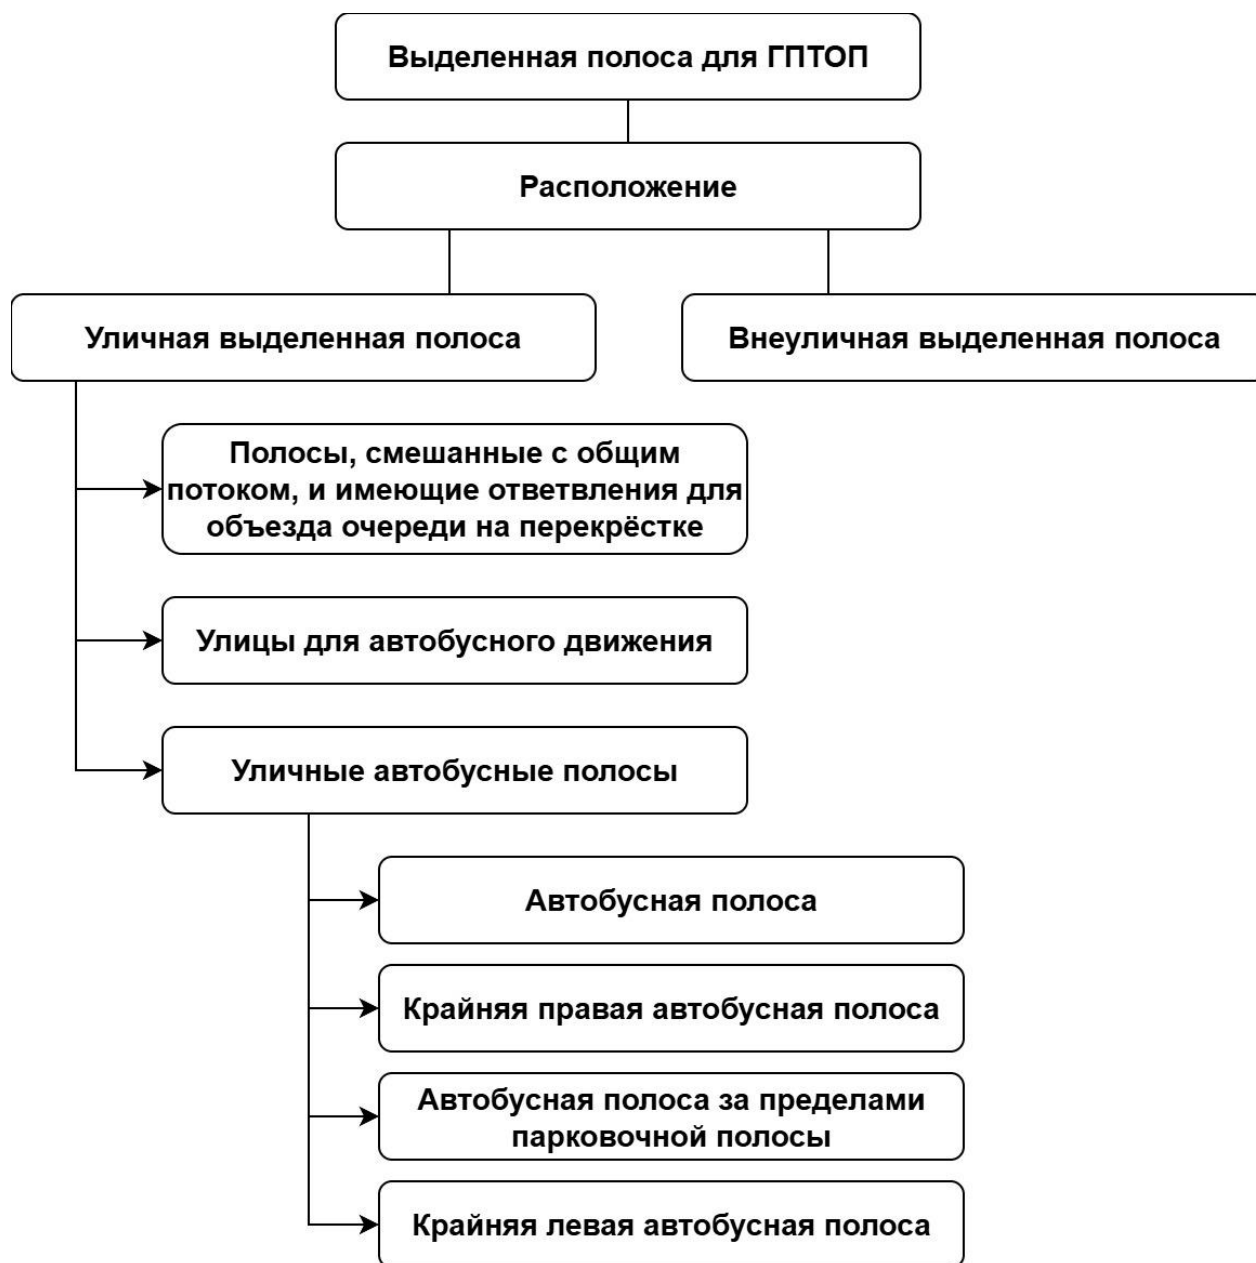 Выделенная полоса для ГПТОП
Расположение
Уличная выделенная полоса
Внеуличная выделенная полоса
Полосы, смешанные с общим
потоком, и имеющие ответвления для
объезда очереди на перекрёстке
Улицы для автобусного движения
Уличные автобусные полосы
Автобусная полоса
Крайняя правая автобусная полоса
Автобусная полоса за пределами
парковочной полосы
Крайняя левая автобусная полоса